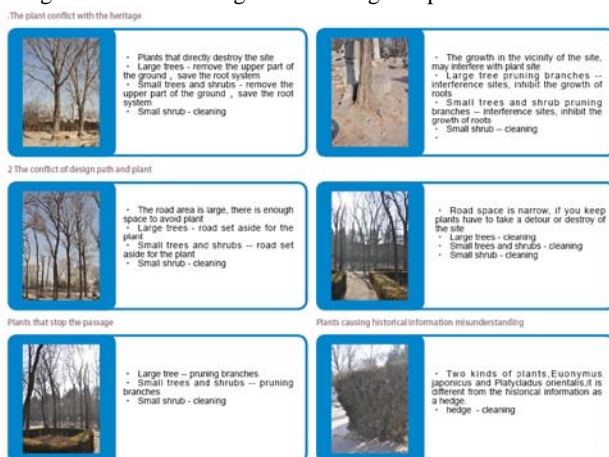 .The plant conflict with the heritage
· Plants that directly destroy the site
· Large trees - remove the upper part of
the ground , save the root system
· Small trees and shrubs - remove the
upper part of the ground , save the root
system
· Small shrub - cleaning
· The growth in the vicinity of the site,
may interfere with plant site
· Large tree pruning branches --
interference sites, inhibit the growth of
roots
· Small trees and shrub pruning
branches -- interference sites, inhibit the
growth of roots
· Small shrub -- cleaning
·
2 The conflict of design path and plant
· The road area is large, there is enough
space to avoid plant
· Large trees - road set aside for the
plant
· Small trees and shrubs -- road set
aside for the plant
· Small shrub - cleaning
· Road space is narrow, if you keep
plants have to take a detour or destroy of
the site
· Large trees - cleaning
· Small trees and shrubs - cleaning
· Small shrub - cleaning
Plants that stop the passage
· Large tree -- pruning branches
· Small trees and shrubs -- pruning
branches
· Small shrub - cleaning
Plants causing historical information misunderstanding
· Two kinds of plants,Euonymus
japonicus and Platycladus orientalis,it is
different from the historical information as
a hedge.
· hedge - cleaning